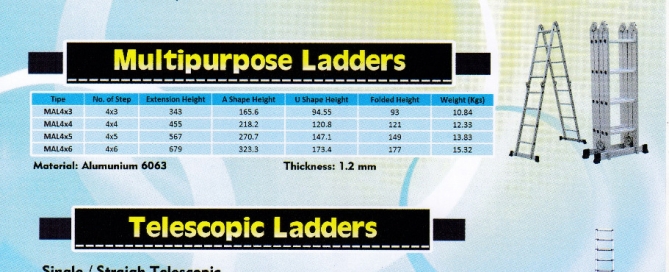 Multipurpose Ladders
Tipe No. of Step Extension Height A Shape Height U Shape Height Folded Height Weight (Kgs)
MAL4x3 4x3 343 165.6 94.55 93 10.84
MAL4x4 4x4 455 218.2 120.8 121 12.33
MAL4x5 4x5 567 270.7 147.1 149 13.83
MAL4x6 4x6 679 323.3 173.4 177 15.32
Material: Alumunium 6063 Thickness: 1.2 mm
Telescopic Ladders
Single / Straigh Telescopic